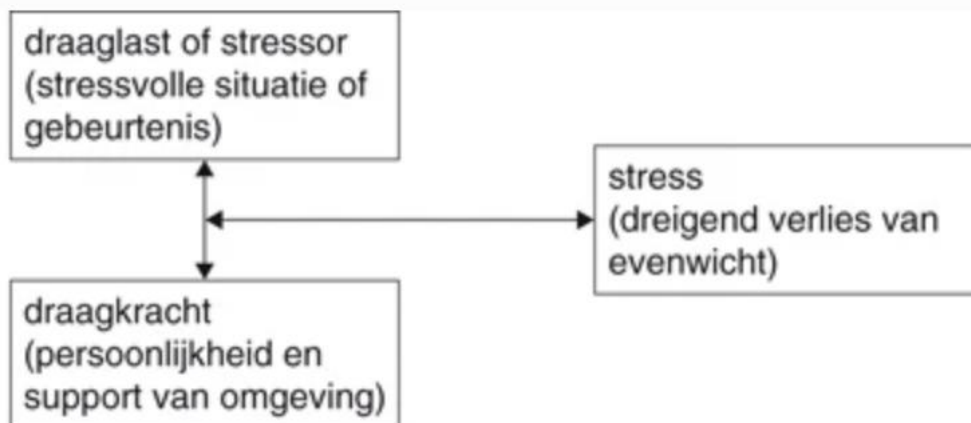 draaglast of stressor
(stressvolle situatie of
gebeurtenis)
stress
(dreigend verlies van
evenwicht)
draagkracht
(persoonlijkheid en
support van omgeving)